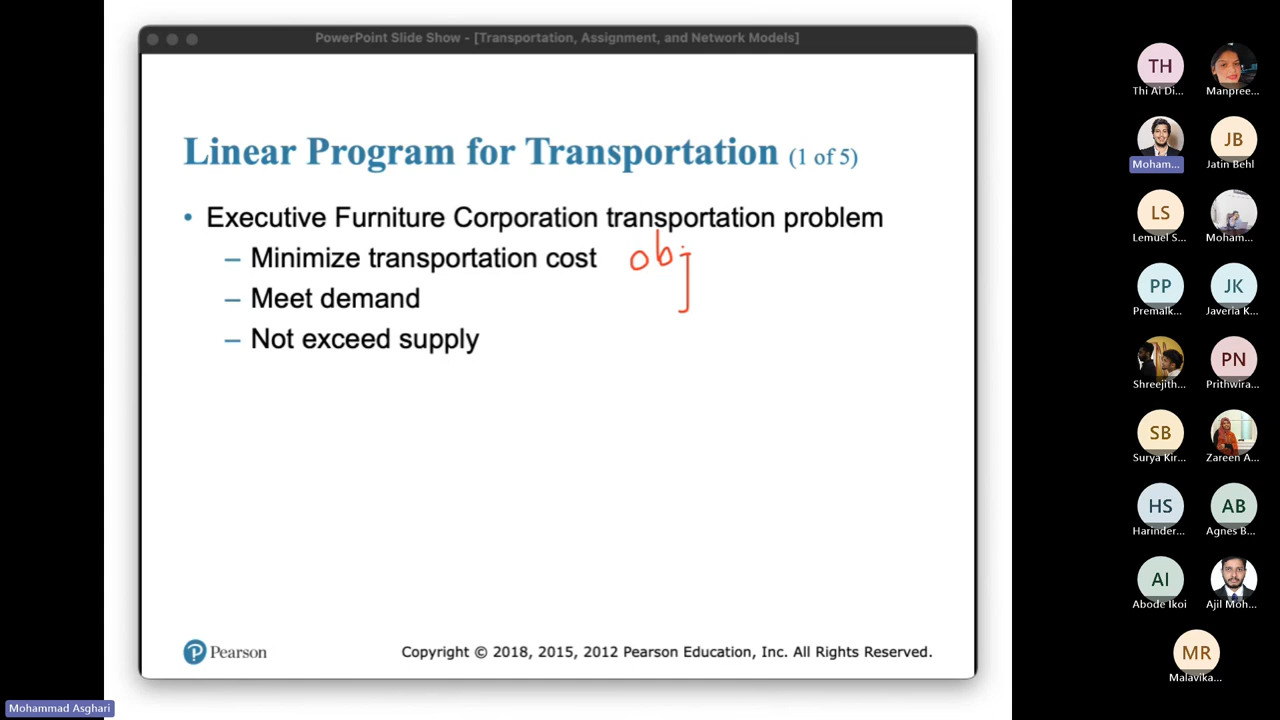 PowerPoint Slide Show - [Transportation, Assignment, and Network Models]
Linear Program for Transportation (1 of 5)
• Executive Furniture Corporation transportation problem
– Minimize transportation cost obj
– Meet demand
– Not exceed supply
Pearson
Copyright © 2018, 2015, 2012 Pearson Education, Inc. All Rights Reserved.
Mohammad Asghari
TH
Thi Ai Di...
Manpree...
Moham...
JB
Jatin Behl
LS
Lemuel S...
Moham...
PP
Premalk...
JK
Javeria K...
Shreejith...
PN
Prithwira...
SB
Surya Kir...
Zareen A...
HS
Harinder...
AB
Agnes B...
AI
Abode Ikoi
Ajil Moh...
MR
Malavika...